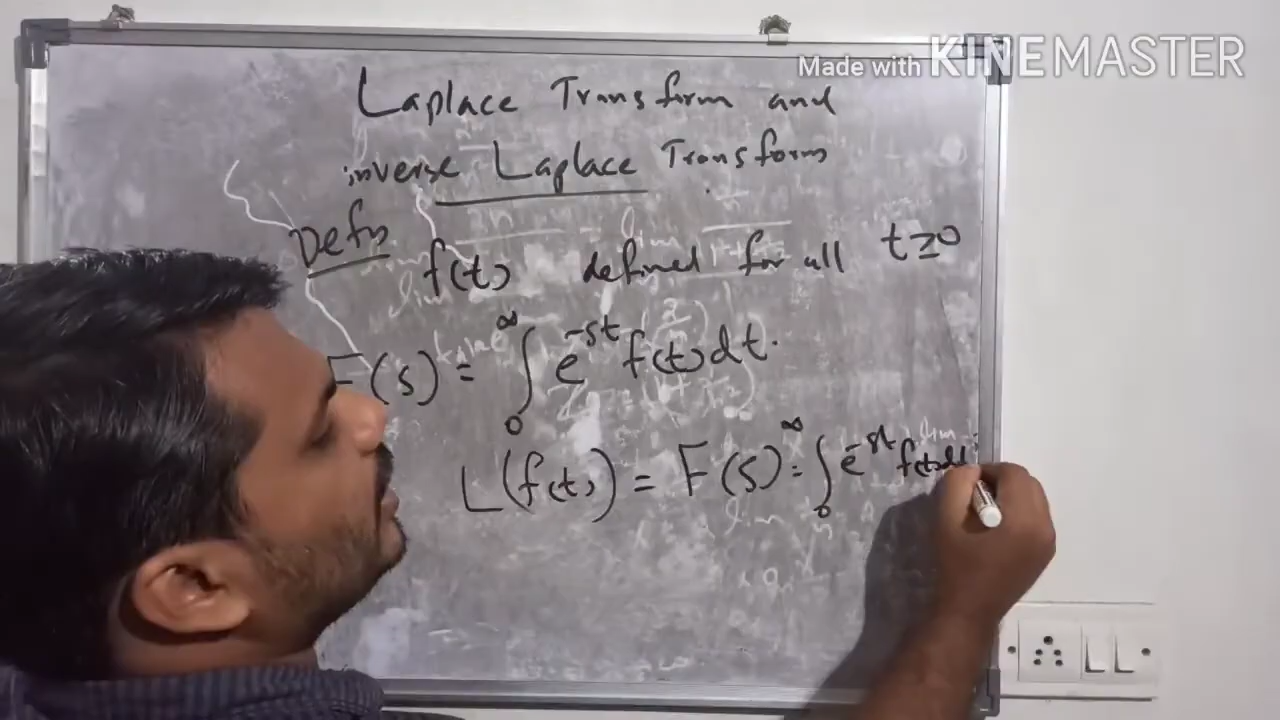 Made with KINEMASTER
Laplace Transform and
inverse Laplace Transform
Defn
f(t) defined for all t≥0
F(s) = ∫₀^∞ e^-st f(t) dt.
L(f(t)) = F(s) = ∫₀^∞ e^-st f(t) dt